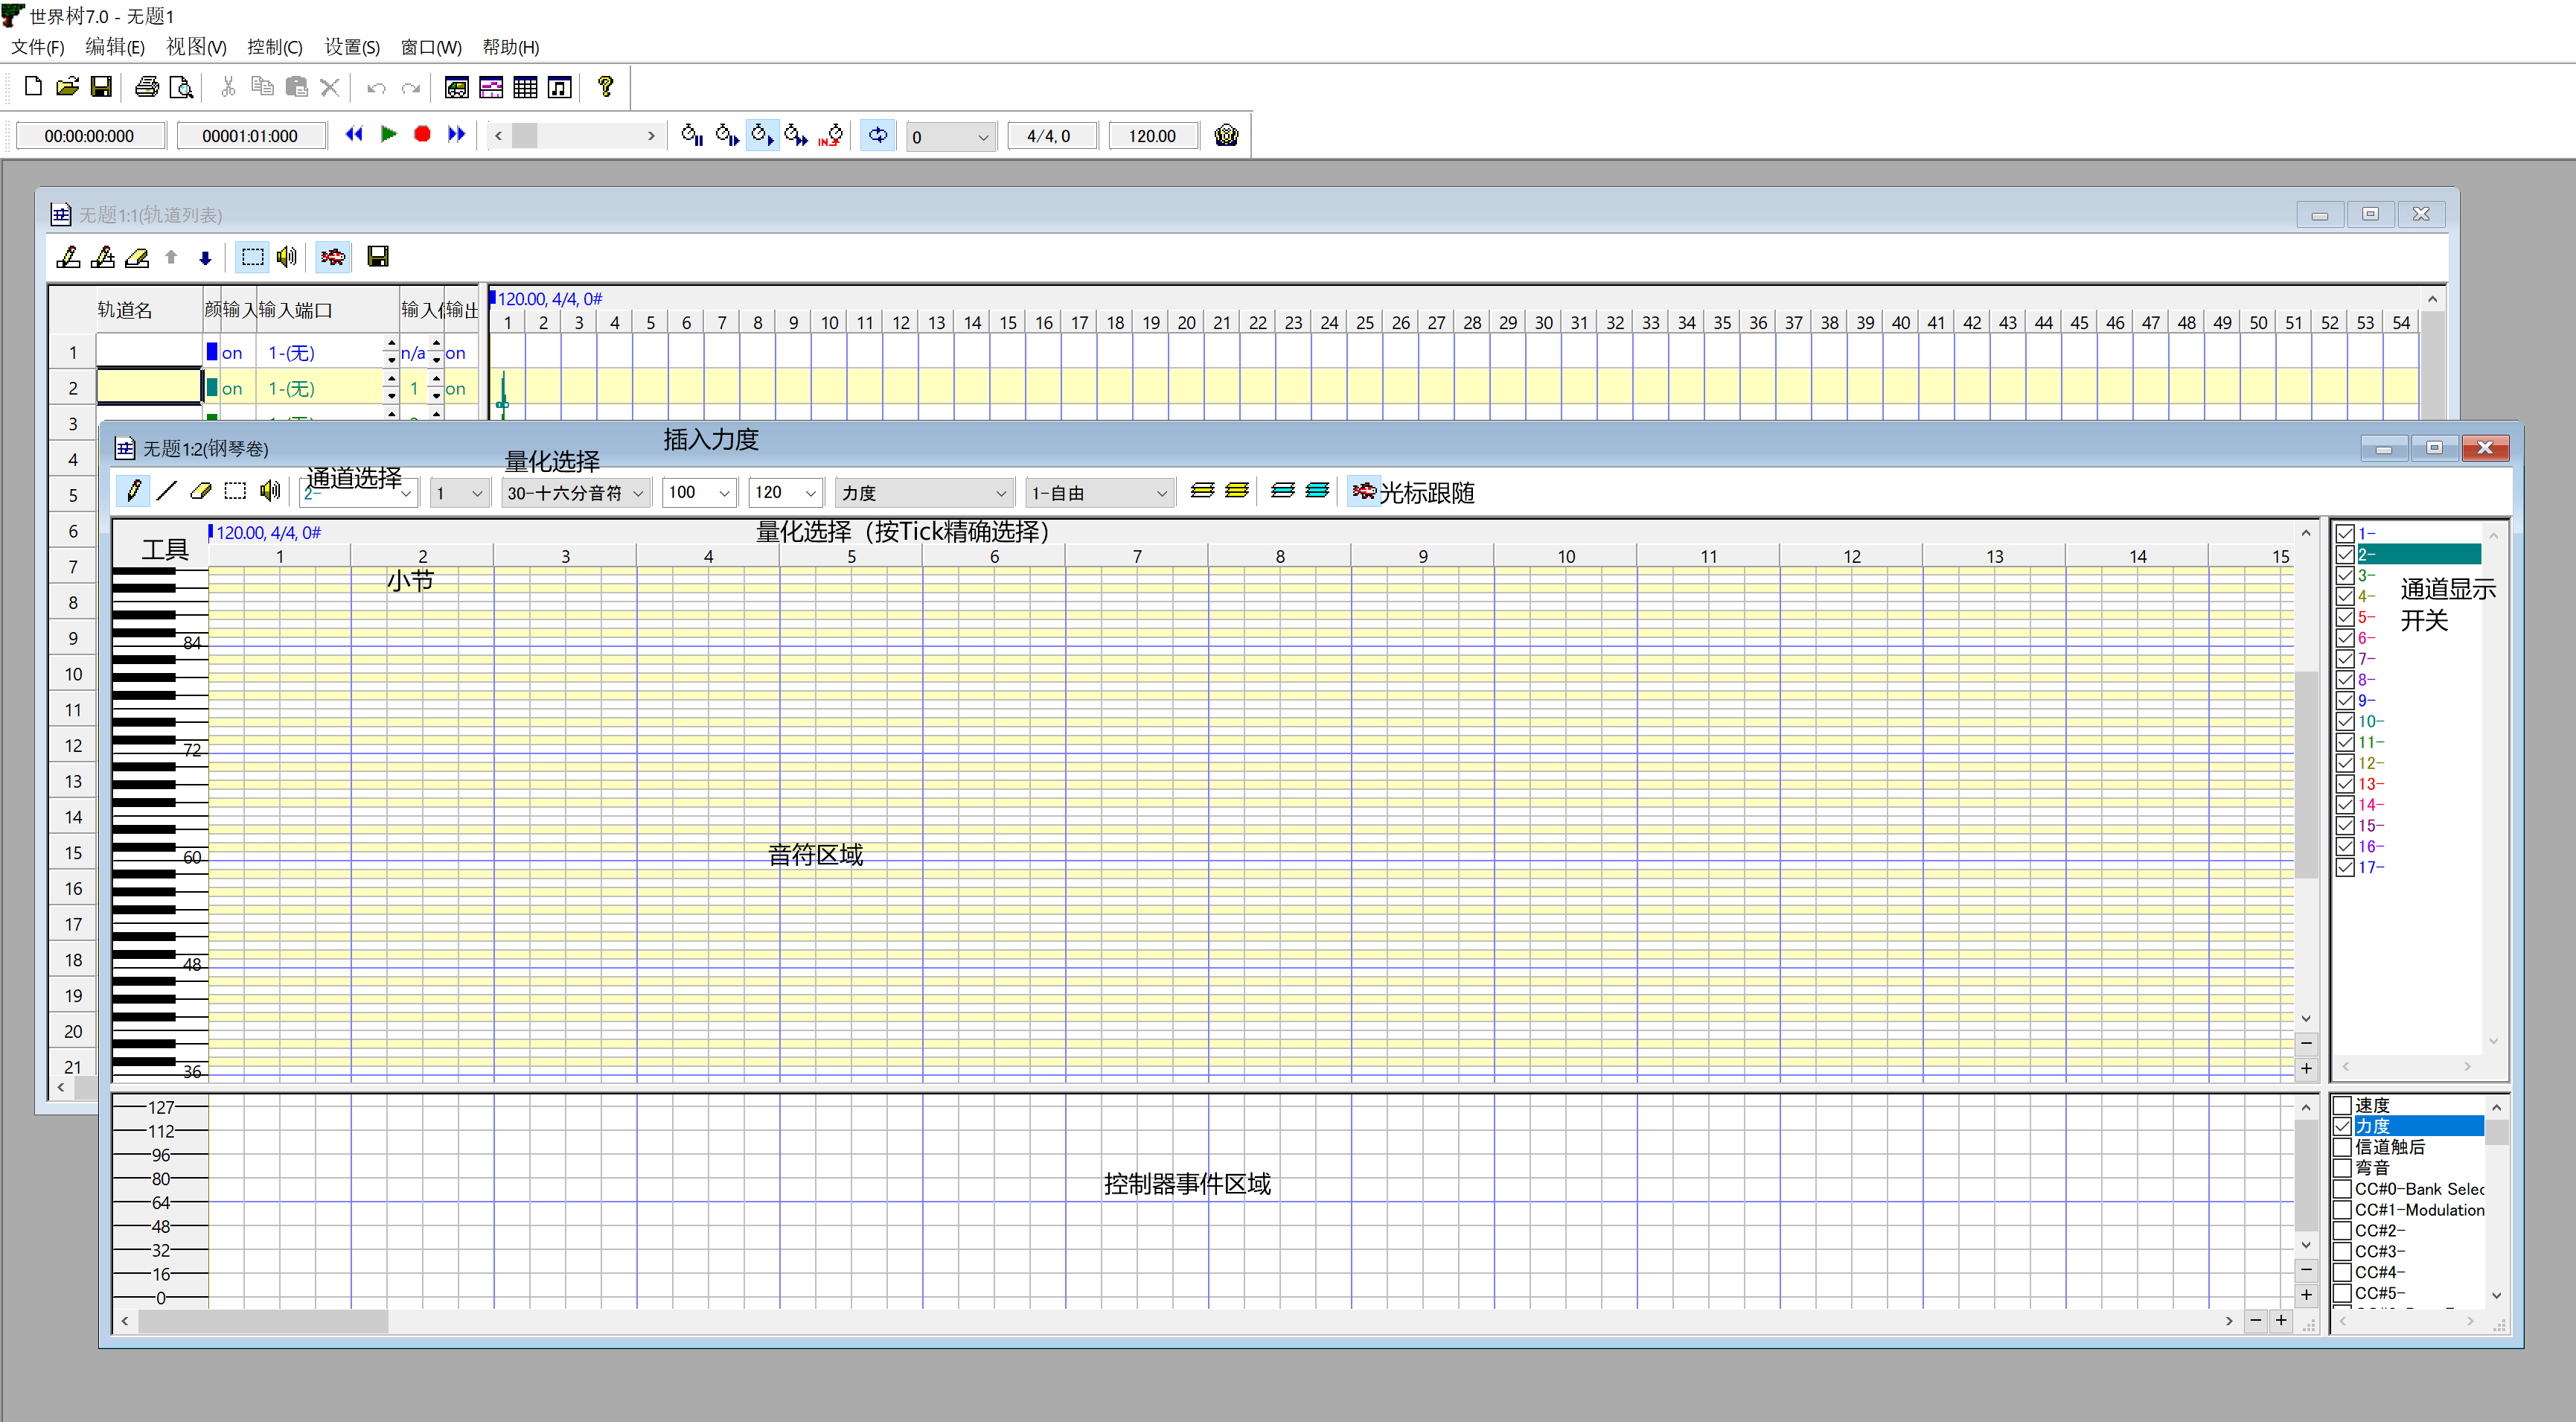 世界树7.0 - 无题1
文件(F) 编辑(E) 视图(V) 控制(C) 设置(S) 窗口(W) 帮助(H)
00:00:00:000 00001:01:000 0 4/4, 0 120.00
无题1:1(轨道列表)
轨道名 颜 输入 输入端口 输入 输出
120.00, 4/4, 0#
1 2 3 4 5 6 7 8 9 10 11 12 13 14 15 16 17 18 19 20 21 22 23 24 25 26 27 28 29 30 31 32 33 34 35 36 37 38 39 40 41 42 43 44 45 46 47 48 49 50 51 52 53 54
1 on 1-(无) n/a on
2 on 1-(无) 1 on
3
4
5
6
7
8
9
10
11
12
13
14
15
16
17
18
19
20
21
无题1:2(钢琴卷)
插入力度
量化选择
通道选择
2- 1 30-十六分音符 100 120 力度 1-自由 光标跟随
量化选择（按Tick精确选择）
工具
120.00, 4/4, 0#
1 2 3 4 5 6 7 8 9 10 11 12 13 14 15
小节
84
72
60
48
36
音符区域
1-
2-
3-
4-
5-
6-
7-
8-
9-
10-
11-
12-
13-
14-
15-
16-
17-
通道显示
开关
127
112
96
80
64
48
32
16
0
控制器事件区域
速度
力度
信道触后
弯音
CC#0-Bank Selec
CC#1-Modulation
CC#2-
CC#3-
CC#4-
CC#5-